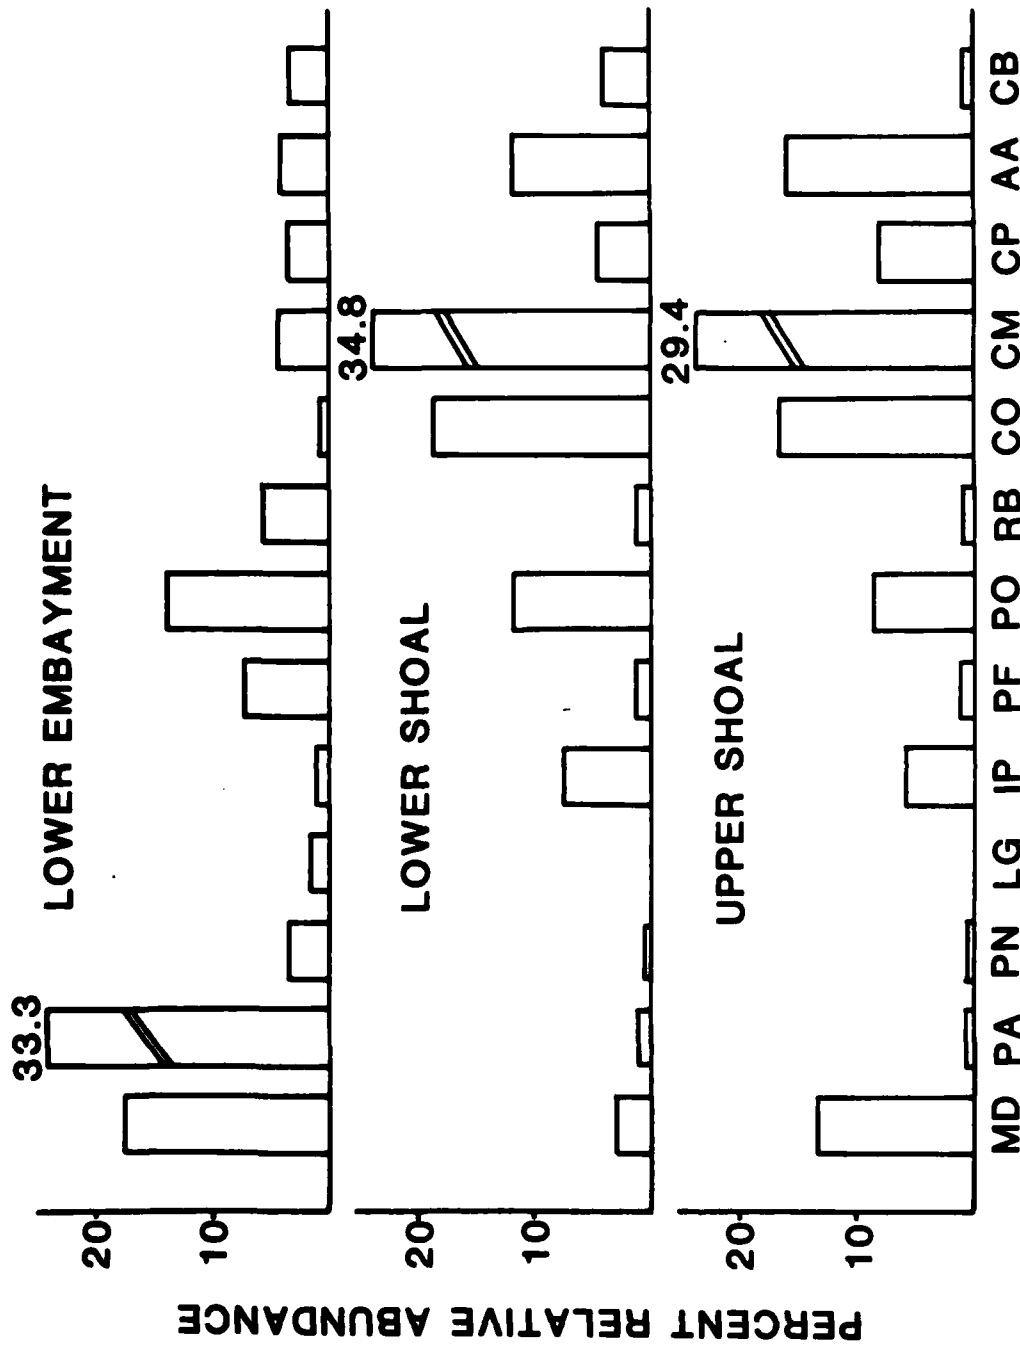 PERCENT RELATIVE ABUNDANCE
LOWER EMBAYMENT
33.3
20
10
LOWER SHOAL
34.8
20
10
UPPER SHOAL
29.4
20
10
MD PA PN LG IP PF PO RB CO CM CP AA CB